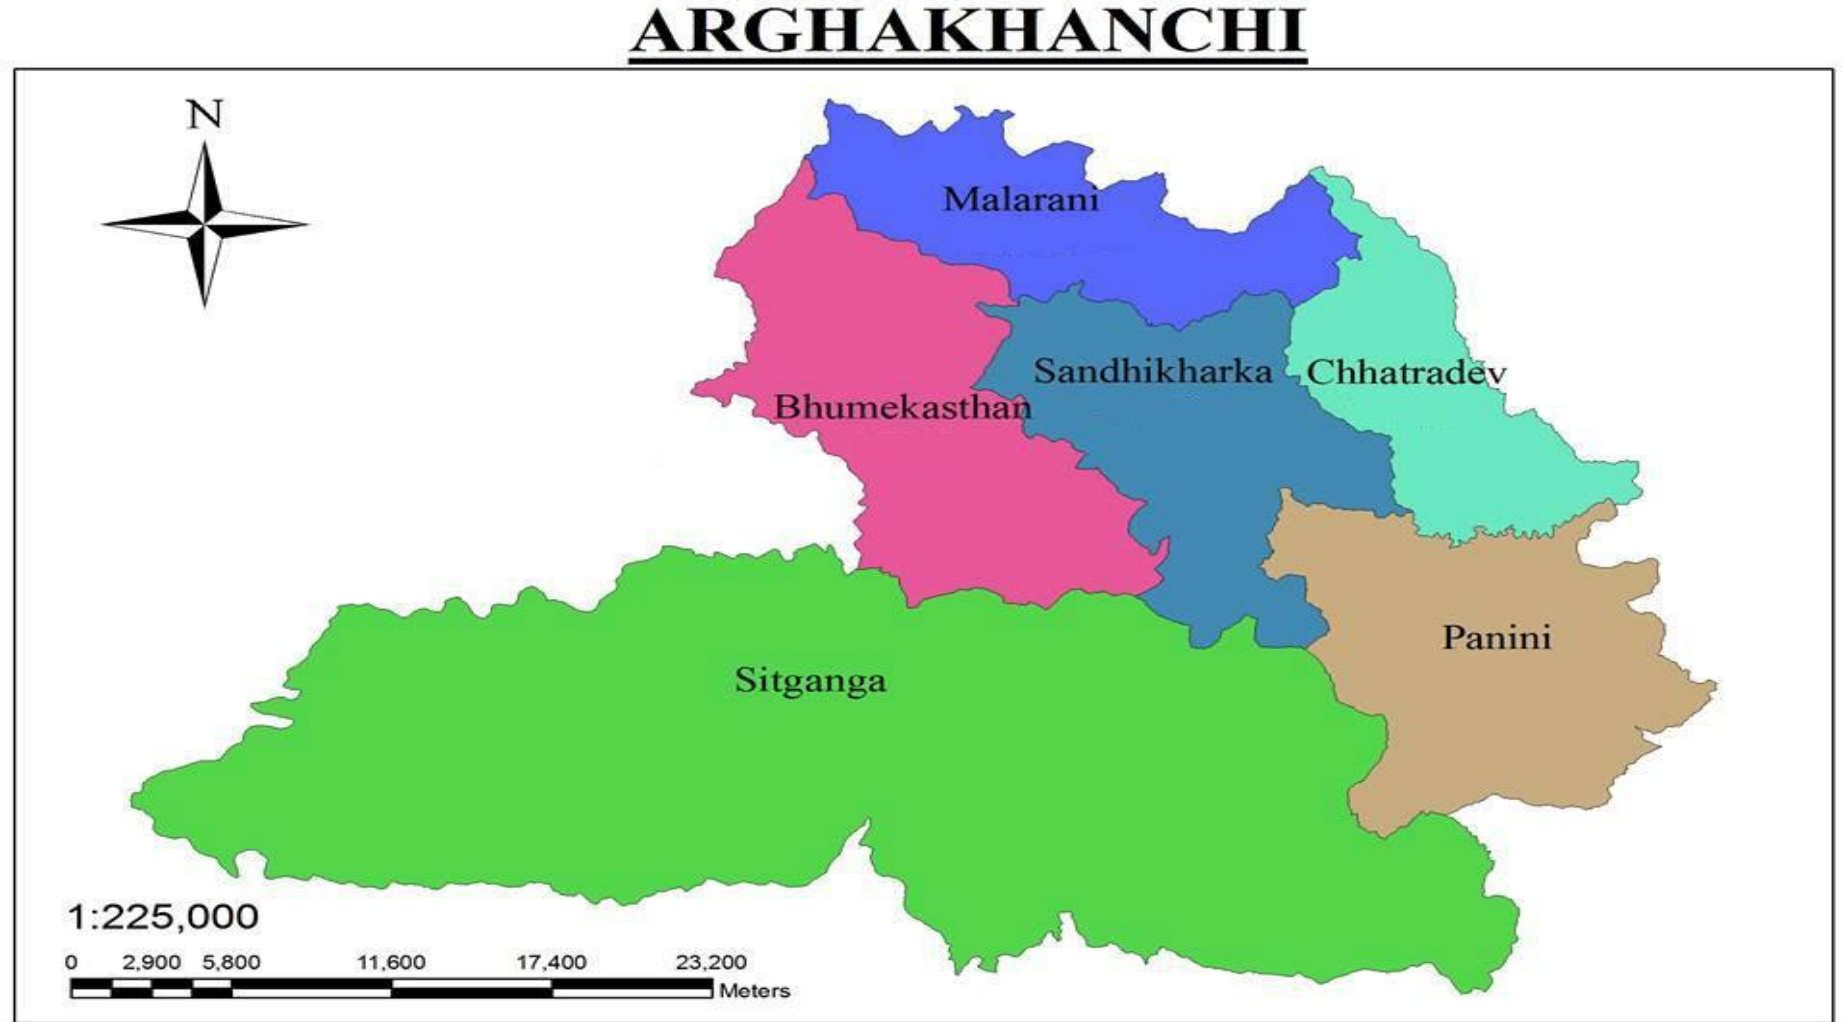 ARGHAKHANCHI
N
Malarani
Sandhikharka
Chhatradev
Bhumekasthan
Panini
Sitganga
1:225,000
0 2,900 5,800 11,600 17,400 23,200
Meters